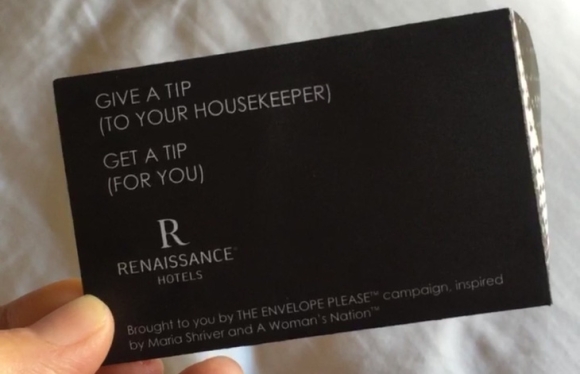 GIVE A TIP
(TO YOUR HOUSEKEEPER)
GET A TIP
(FOR YOU)
R
RENAISSANCE™
HOTELS
Brought to you by THE ENVELOPE PLEASE™ campaign, inspired
by Maria Shriver and A Woman's Nation™